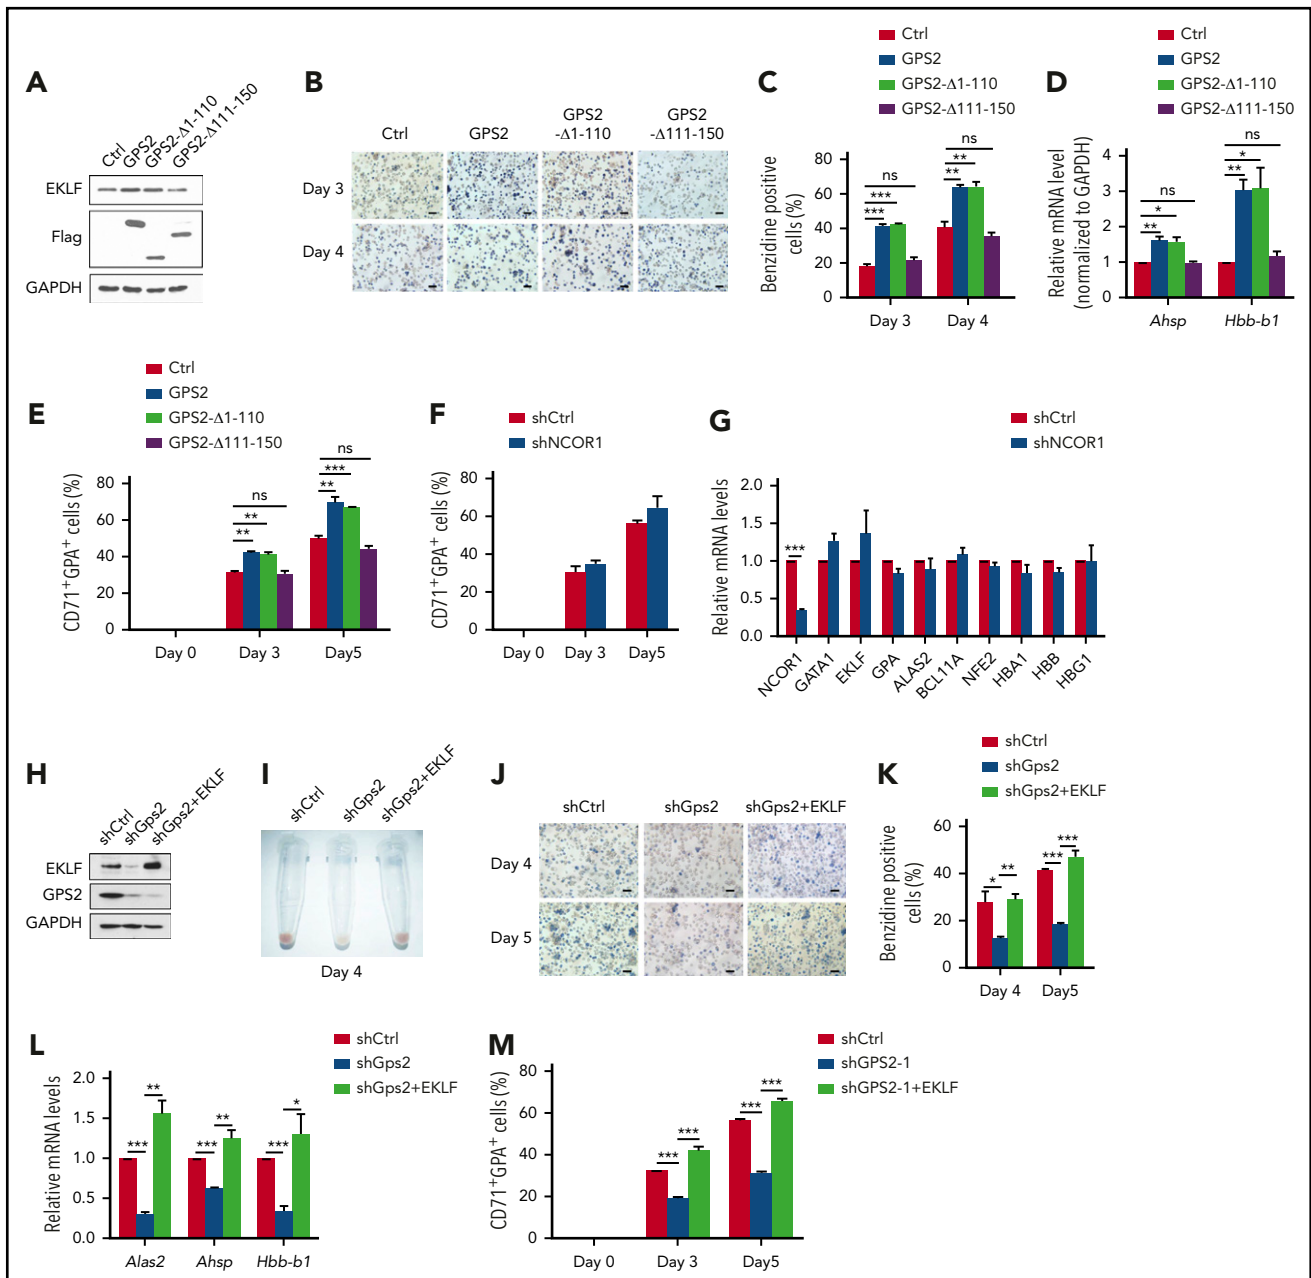 A
Ctrl
GPS2
GPS2-Δ1-110
GPS2-Δ111-150
EKLF
Flag
GAPDH
B
Ctrl
GPS2
GPS2
-Δ1-110
GPS2
-Δ111-150
Day 3
Day 4
C
Ctrl
GPS2
GPS2-Δ1-110
GPS2-Δ111-150
Benzidine positive
cells (%)
80
60
40
20
0
ns
***
***
ns
**
**
Day 3
Day 4
D
Ctrl
GPS2
GPS2-Δ1-110
GPS2-Δ111-150
Relative mRNA level
(normalized to GAPDH)
4
3
2
1
0
ns
*
**
ns
*
**
Ahsp
Hbb-b1
E
Ctrl
GPS2
GPS2-Δ1-110
GPS2-Δ111-150
CD71+GPA+ cells (%)
80
60
40
20
0
ns
**
**
ns
***
**
Day 0
Day 3
Day5
F
shCtrl
shNCOR1
CD71+GPA+ cells (%)
80
60
40
20
0
Day 0
Day 3
Day5
G
shCtrl
shNCOR1
Relative mRNA levels
2.0
1.5
1.0
0.5
0.0
***
NCOR1
GATA1
EKLF
GPA
ALAS2
BCL11A
NFE2
HBA1
HBB
HBG1
H
shCtrl
shGps2
shGps2+EKLF
EKLF
GPS2
GAPDH
I
shCtrl
shGps2
shGps2+EKLF
Day 4
J
shCtrl
shGps2
shGps2+EKLF
Day 4
Day 5
K
shCtrl
shGps2
shGps2+EKLF
Benzidine positive
cells (%)
60
40
20
0
*
**
***
***
Day 4
Day5
L
shCtrl
shGps2
shGps2+EKLF
Relative mRNA levels
2.0
1.5
1.0
0.5
0.0
***
**
***
**
***
*
Alas2
Ahsp
Hbb-b1
M
shCtrl
shGPS2-1
shGPS2-1+EKLF
CD71+GPA+ cells (%)
80
60
40
20
0
***
***
***
***
Day 0
Day 3
Day5